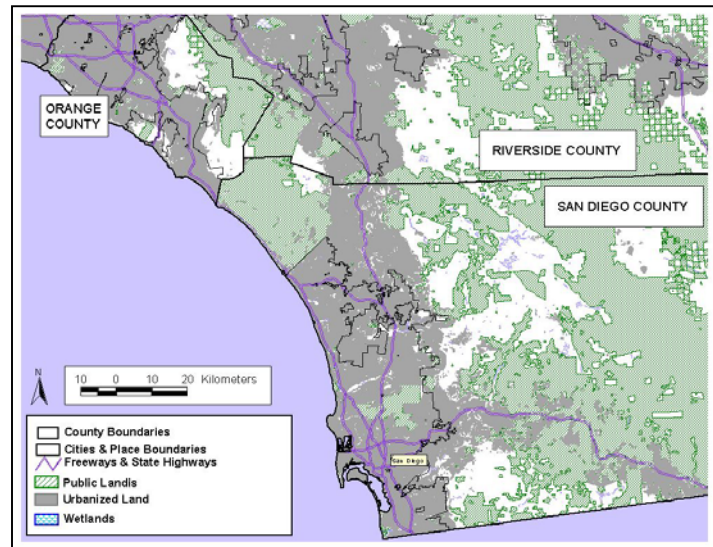 ORANGE
COUNTY
RIVERSIDE COUNTY
SAN DIEGO COUNTY
N
10 0 10 20 Kilometers
County Boundaries
Cities & Place Boundaries
Freeways & State Highways
Public Landis
Urbanized Land
Wetlands
San Diego